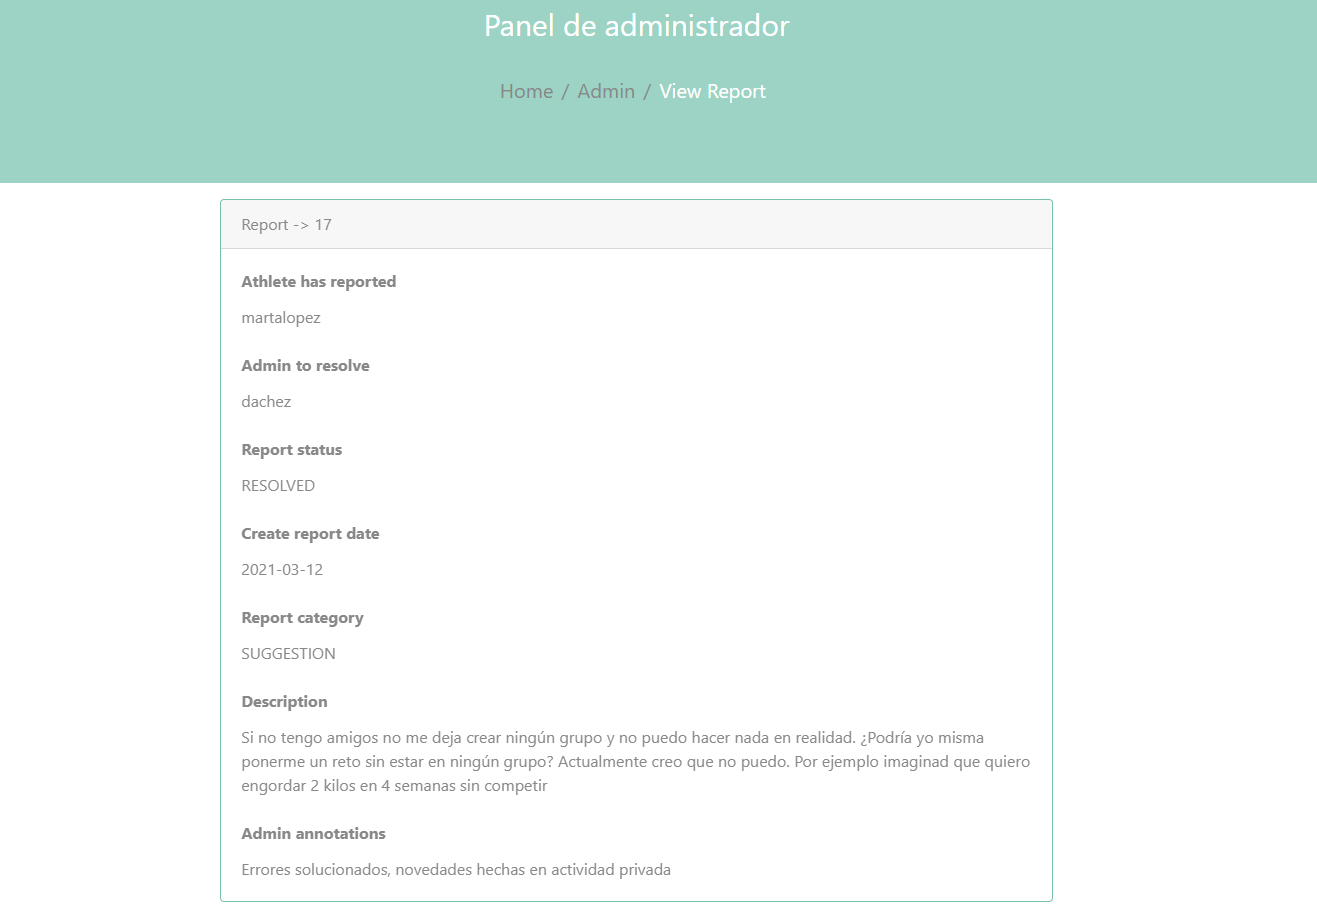 Panel de administrador
Home / Admin / View Report
Report -> 17
Athlete has reported
martalopez
Admin to resolve
dachez
Report status
RESOLVED
Create report date
2021-03-12
Report category
SUGGESTION
Description
Si no tengo amigos no me deja crear ningún grupo y no puedo hacer nada en realidad. ¿Podría yo misma
ponerme un reto sin estar en ningún grupo? Actualmente creo que no puedo. Por ejemplo imaginad que quiero
engordar 2 kilos en 4 semanas sin competir
Admin annotations
Errores solucionados, novedades hechas en actividad privada